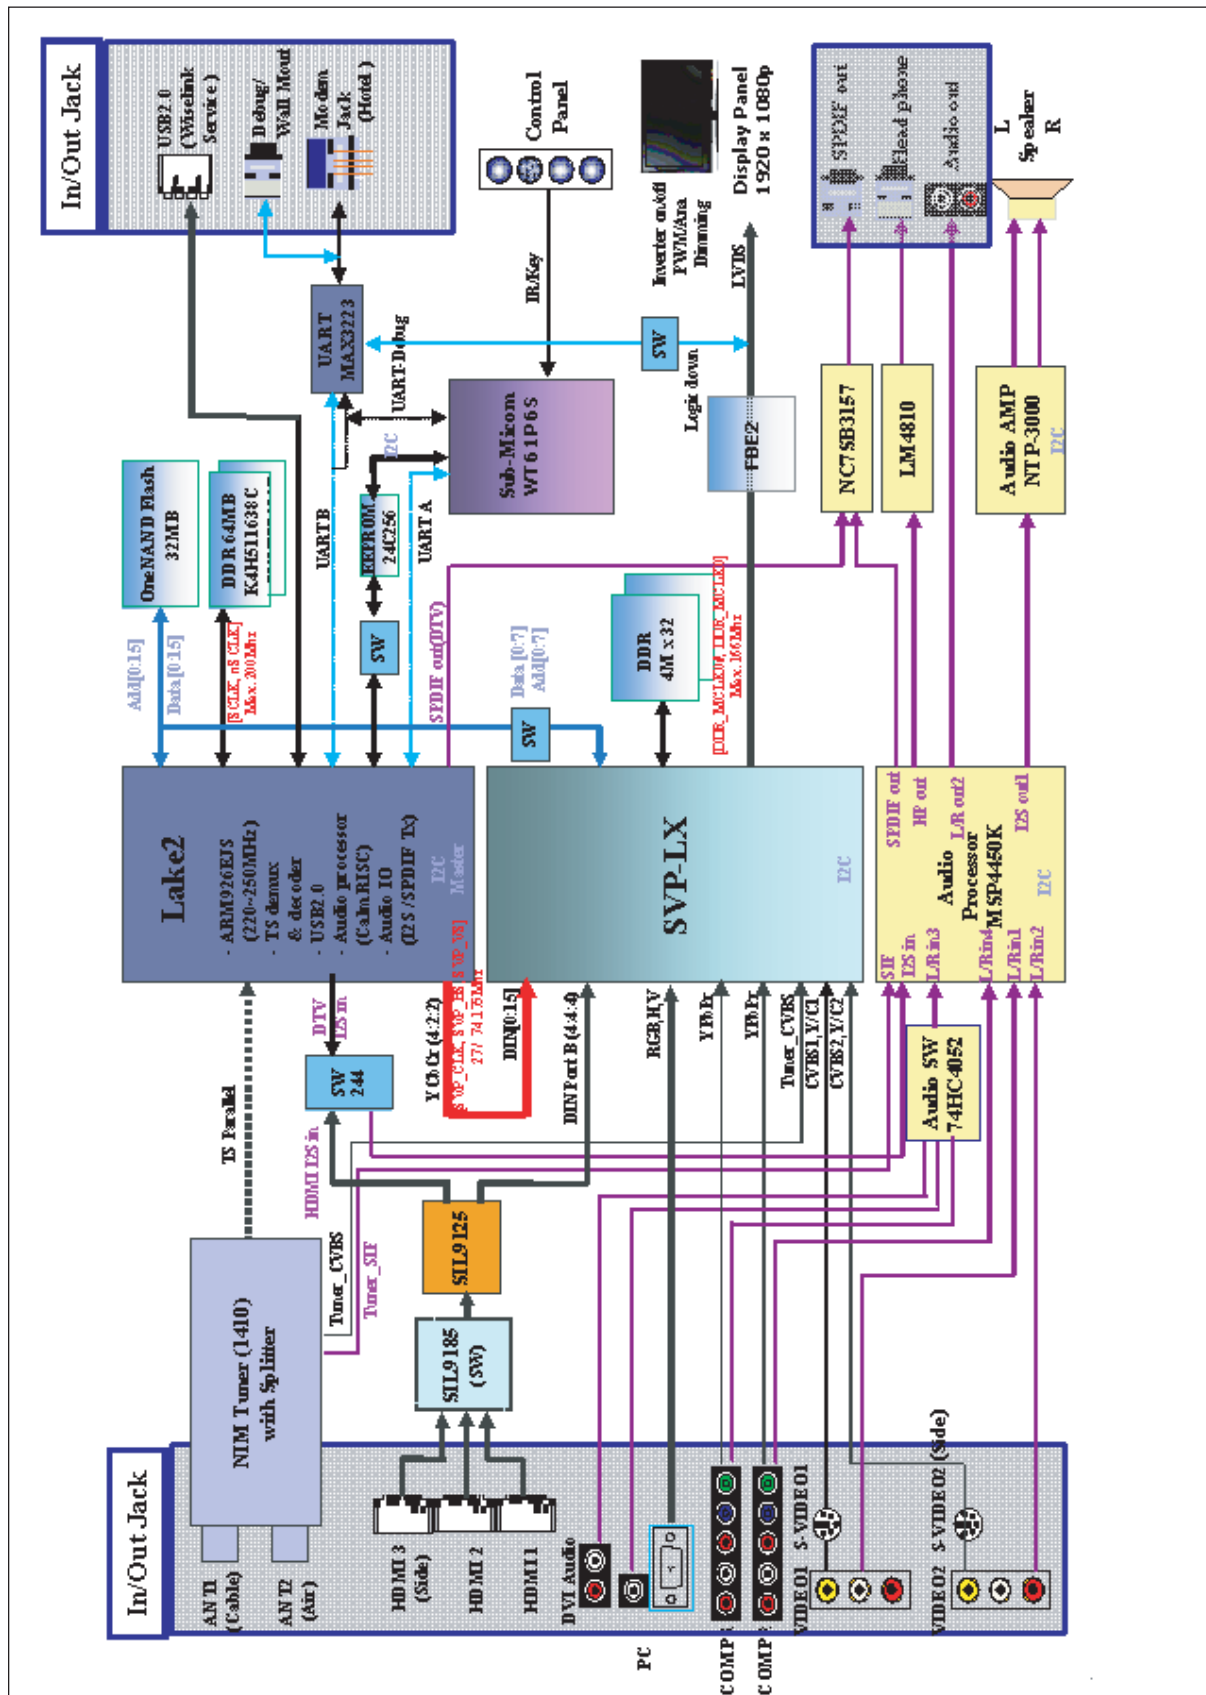 In/Out Jack
ANT1
(Cable)
ANT2
(Air)
NIM Tuner (1410)
with Splitter
HDMI 3
(Side)
HDMI 2
HDMI 1
DVI Audio
PC
COMP
COMP
VIDEO1
S-VIDEO1
VIDEO2
S-VIDEO2 (Side)
SIL9185
(SW)
SIL9125
TS Parallel
Tuner_CVBS
Tuner_SIF
HDMI I2S in
SW
244
DTV
I2S in
Y CbCr (4:2:2)
27/ 74.175Mhz
DIN[0:15]
DIN Port B (4:4:4)
RGB,H,V
YPbPr
YPbPr
Tuner_CVBS
CVBS1,Y/C1
CVBS2,Y/C2
Audio SW
74HC4052
Lake2
- ARM926EJS
(220~250MHz)
- TS demux
& decoder
- USB2.0
- Audio processor
(CalmRISC)
- Audio IO
(I2S /SPDIF Tx)
I2C
Master
SVP-LX
I2C
SIF
I2S in
L/Rin3
L/Rin4
L/Rin1
L/Rin2
Audio
Processor
MSP4450K
I2C
SPDIF out
HP out
L/R out2
I2S out1
Add[0:15]
Data [0:15]
OneNAND Flash
32MB
[SCLK, nSCLK]
Max. 200Mhz
DDR 64MB
K4H511638C
UART B
SW
EEPROM
24C256
I2C
UART A
SPDIF out(DTV)
SW
Data [0:7]
Add[0:7]
DDR
4M x 32
Max. 166Mhz
UART
MAX3223
UART-Debug
Sub-Micom
WT61P6S
IR/Key
Control
Panel
SW
Logic down
FBE2
LVDS
Inverter on/off
PWM/Ana
Dimming
Display Panel
1920 x 1080p
NC7SB3157
LM4810
Audio AMP
NTP-3000
I2C
In/Out Jack
USB2.0
(Wiselink
Service)
Debug/
Wall Mout
Modem
Jack
(Hotel)
SPDIF out
Head phone
Audio out
L
Speaker
R